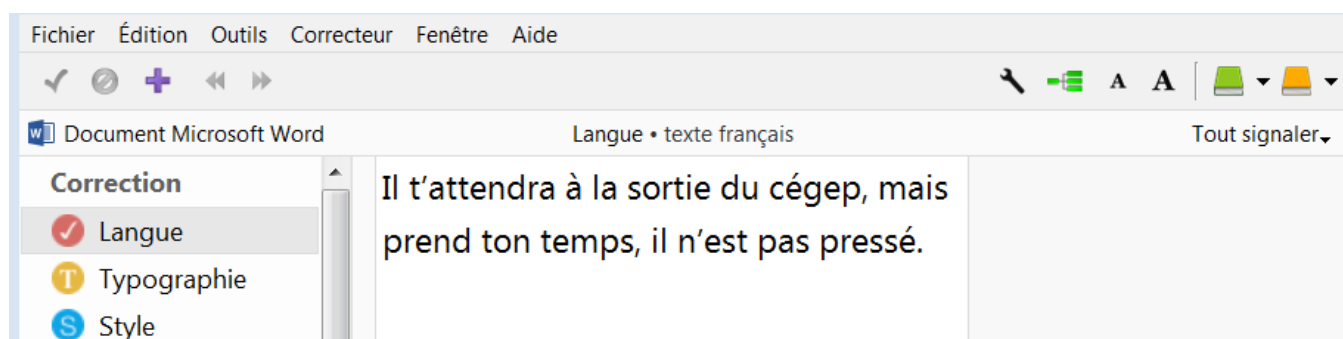 Fichier Édition Outils Correcteur Fenêtre Aide
A A
Document Microsoft Word Langue • texte français Tout signaler
Correction
Langue
T Typographie
S Style
Il t'attendra à la sortie du cégep, mais
prend ton temps, il n’est pas pressé.